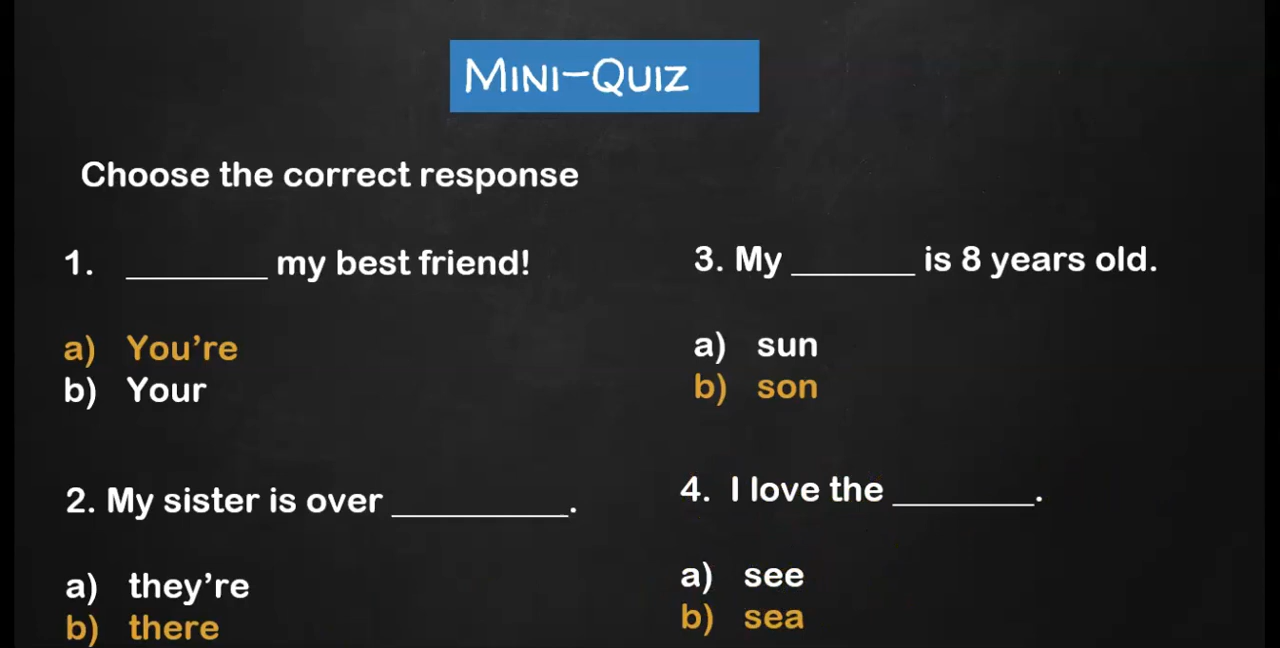 Mini-Quiz
Choose the correct response
1. ________ my best friend!
a) You’re
b) Your
2. My sister is over __________.
a) they’re
b) there
3. My _______ is 8 years old.
a) sun
b) son
4. I love the ________.
a) see
b) sea